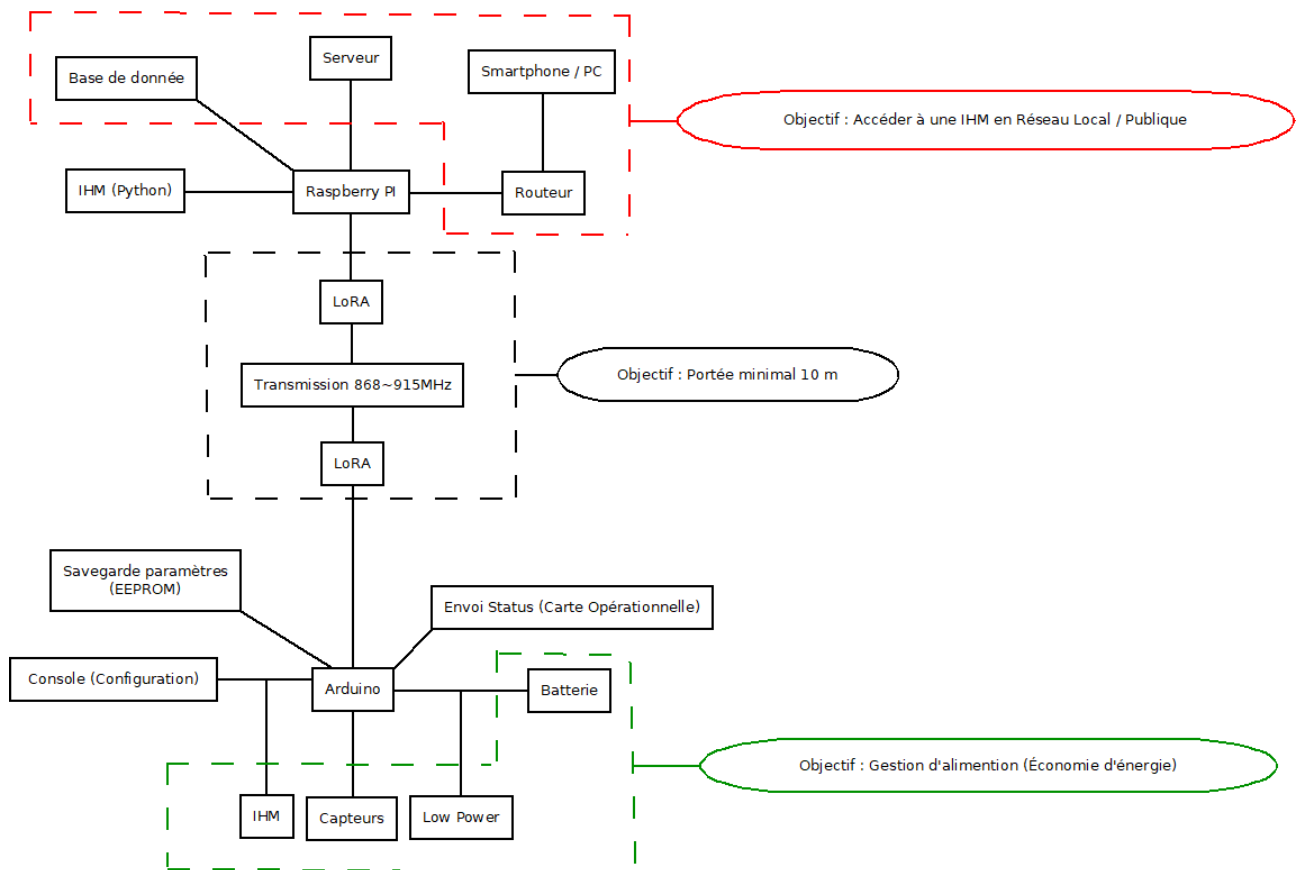 Serveur
Smartphone / PC
Base de donnée
Objectif : Accéder à une IHM en Réseau Local / Publique
IHM (Python)
Raspberry PI
Routeur
LoRA
Transmission 868~915MHz
Objectif : Portée minimal 10 m
LoRA
Savegarde paramètres
(EEPROM)
Envoi Status (Carte Opérationnelle)
Console (Configuration)
Arduino
Batterie
Objectif : Gestion d'alimention (Économie d'énergie)
IHM
Capteurs
Low Power